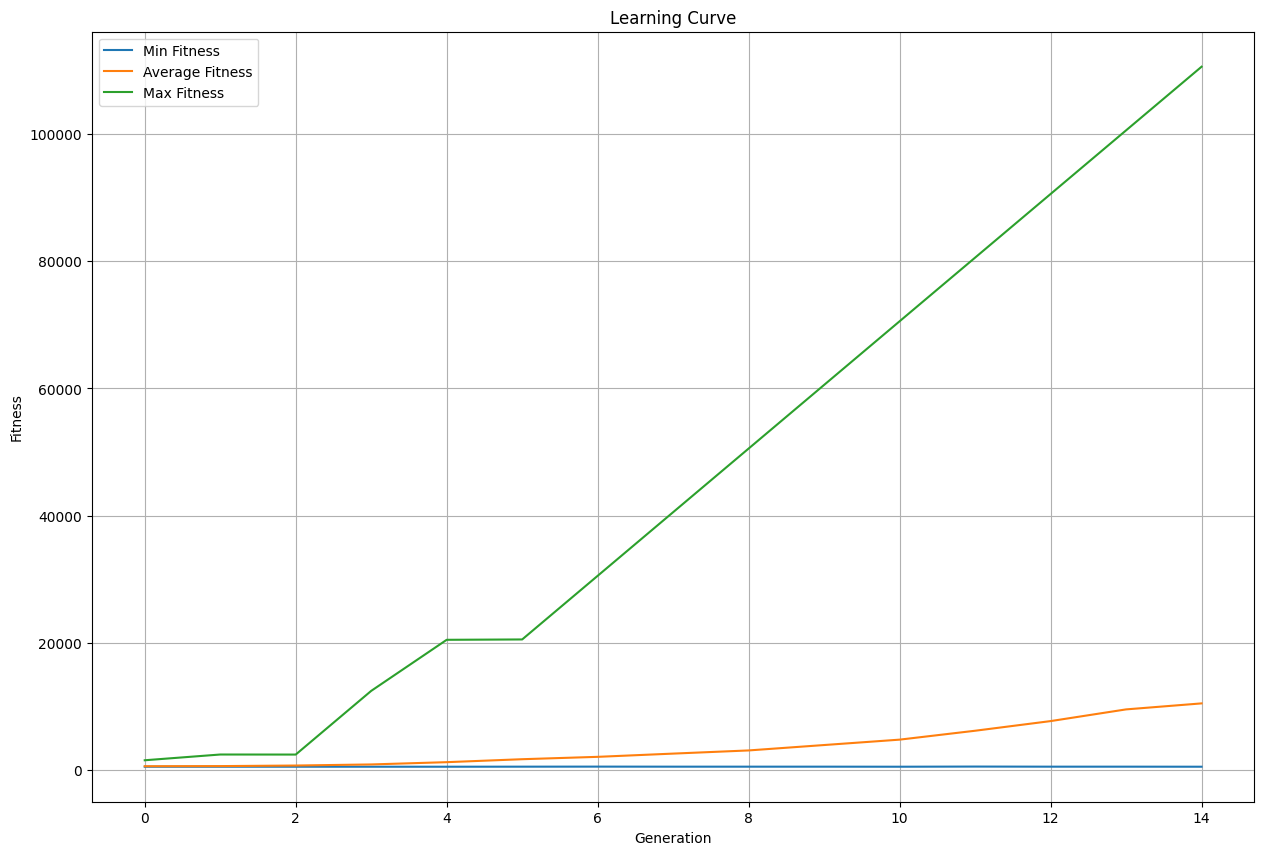 Learning Curve
Min Fitness
Average Fitness
Max Fitness
100000
80000
60000
40000
20000
0
Fitness
0 2 4 6 8 10 12 14
Generation